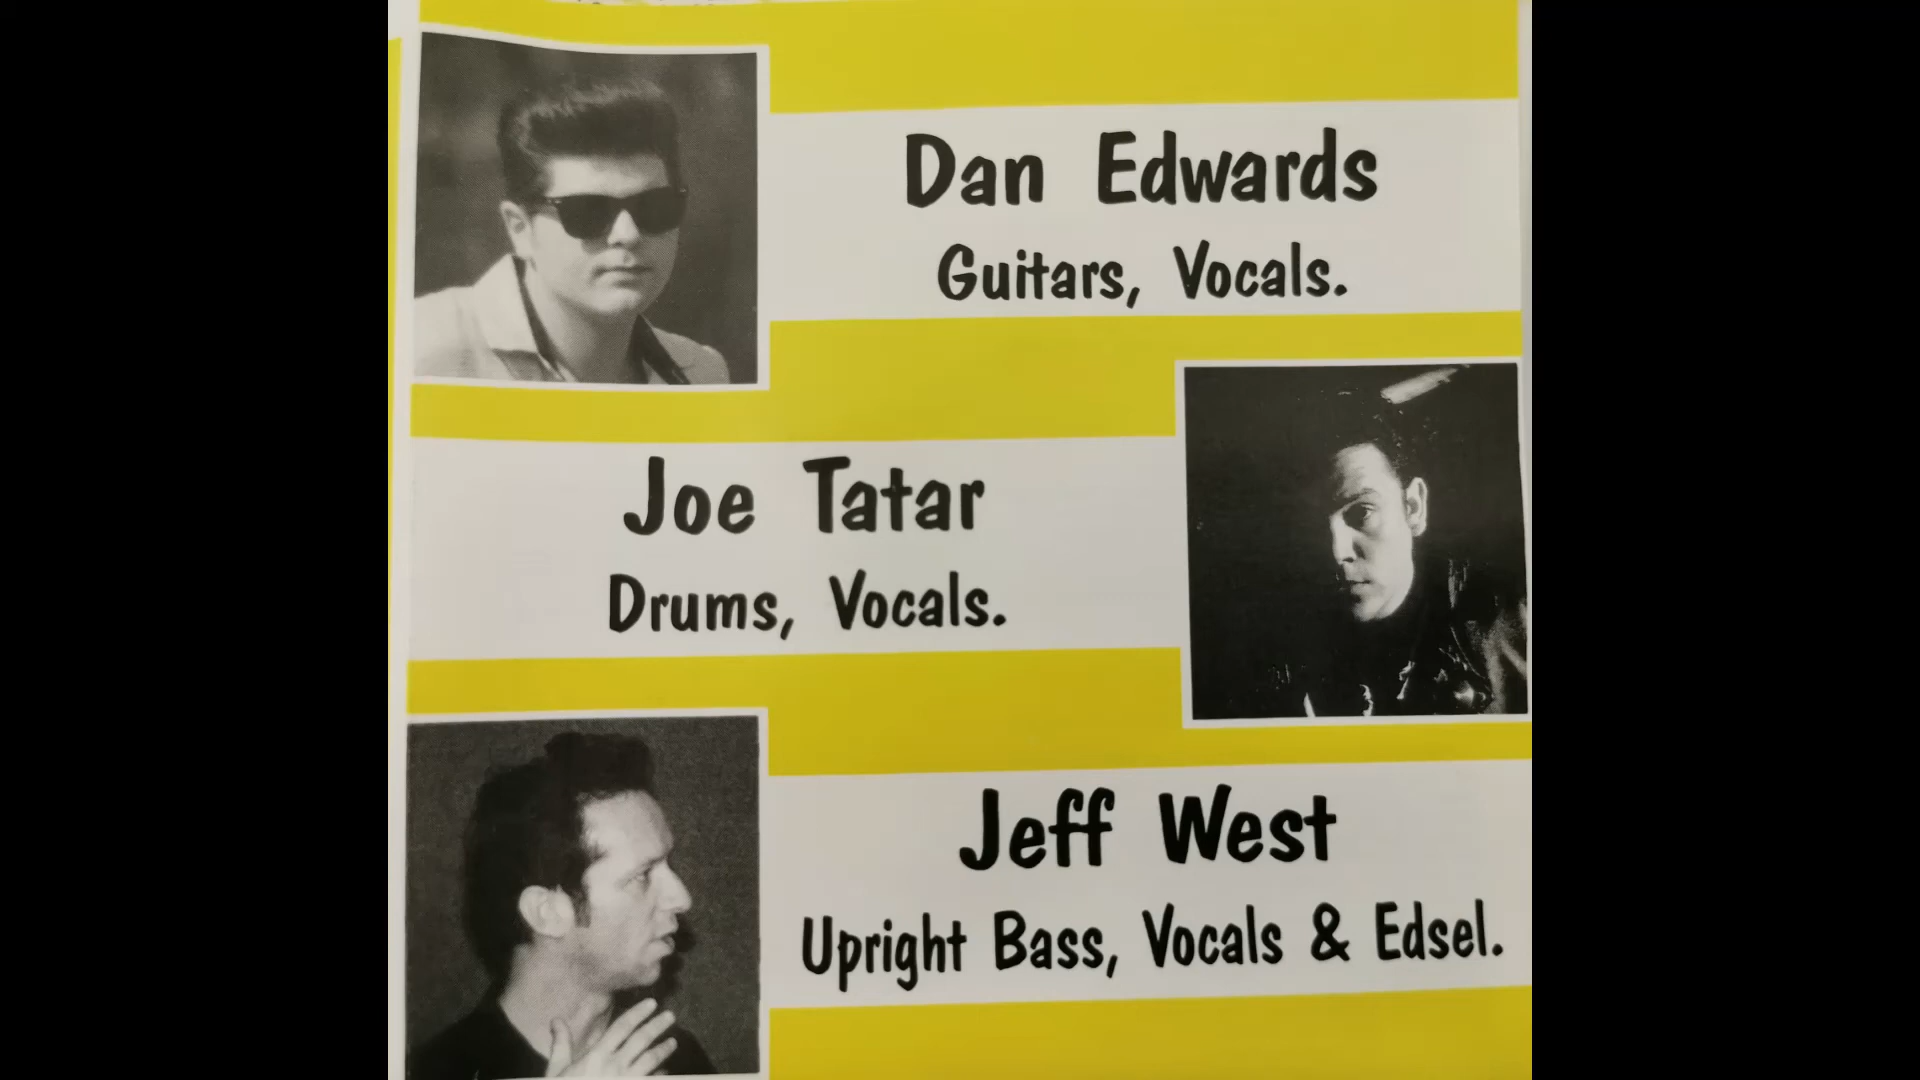 Dan Edwards
Guitars, Vocals.
Joe Tatar
Drums, Vocals.
Jeff West
Upright Bass, Vocals & Edsel.